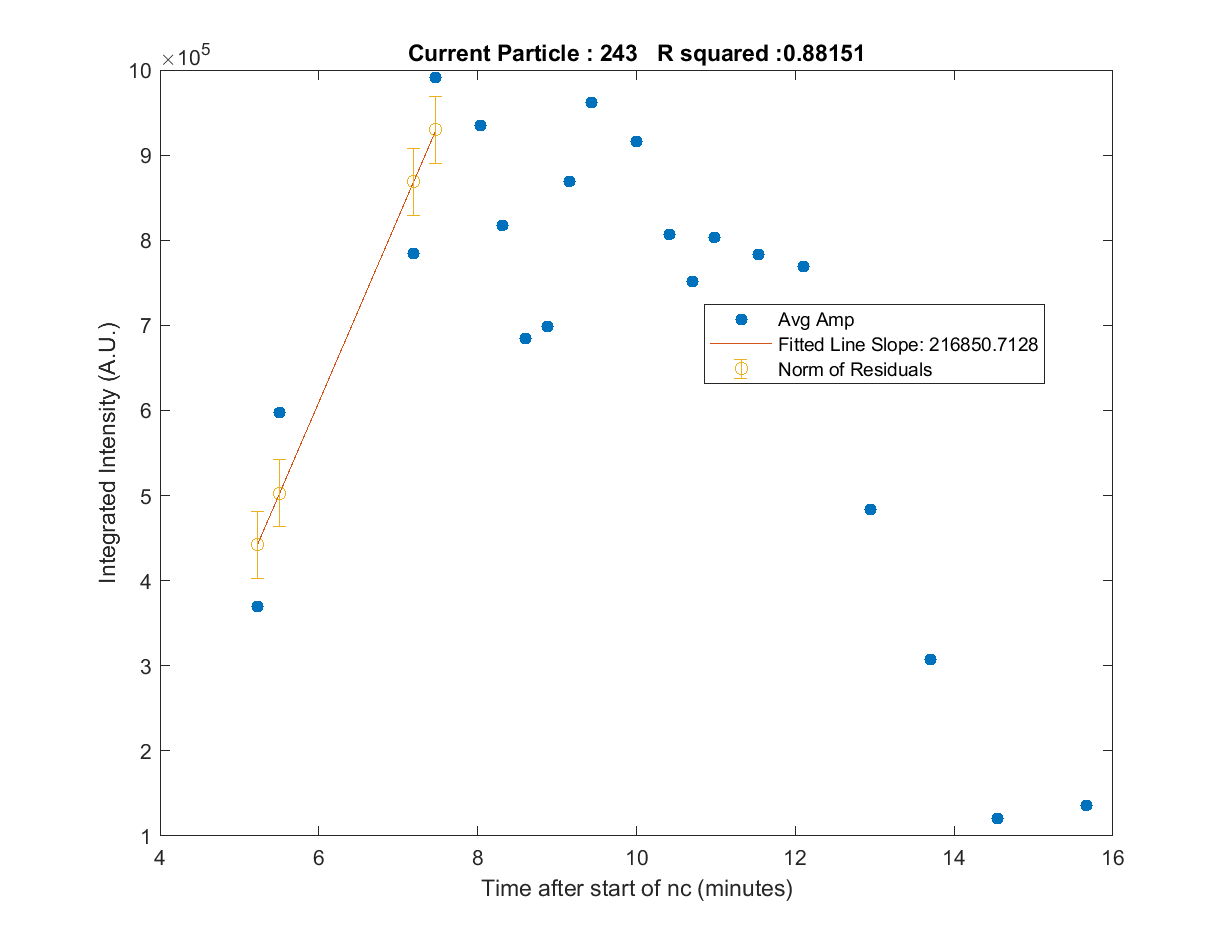 Current Particle : 243 R squared :0.88151
×10^5
10
9
8
7
6
5
4
3
2
1
Integrated Intensity (A.U.)
Avg Amp
Fitted Line Slope: 216850.7128
Norm of Residuals
4 6 8 10 12 14 16
Time after start of nc (minutes)